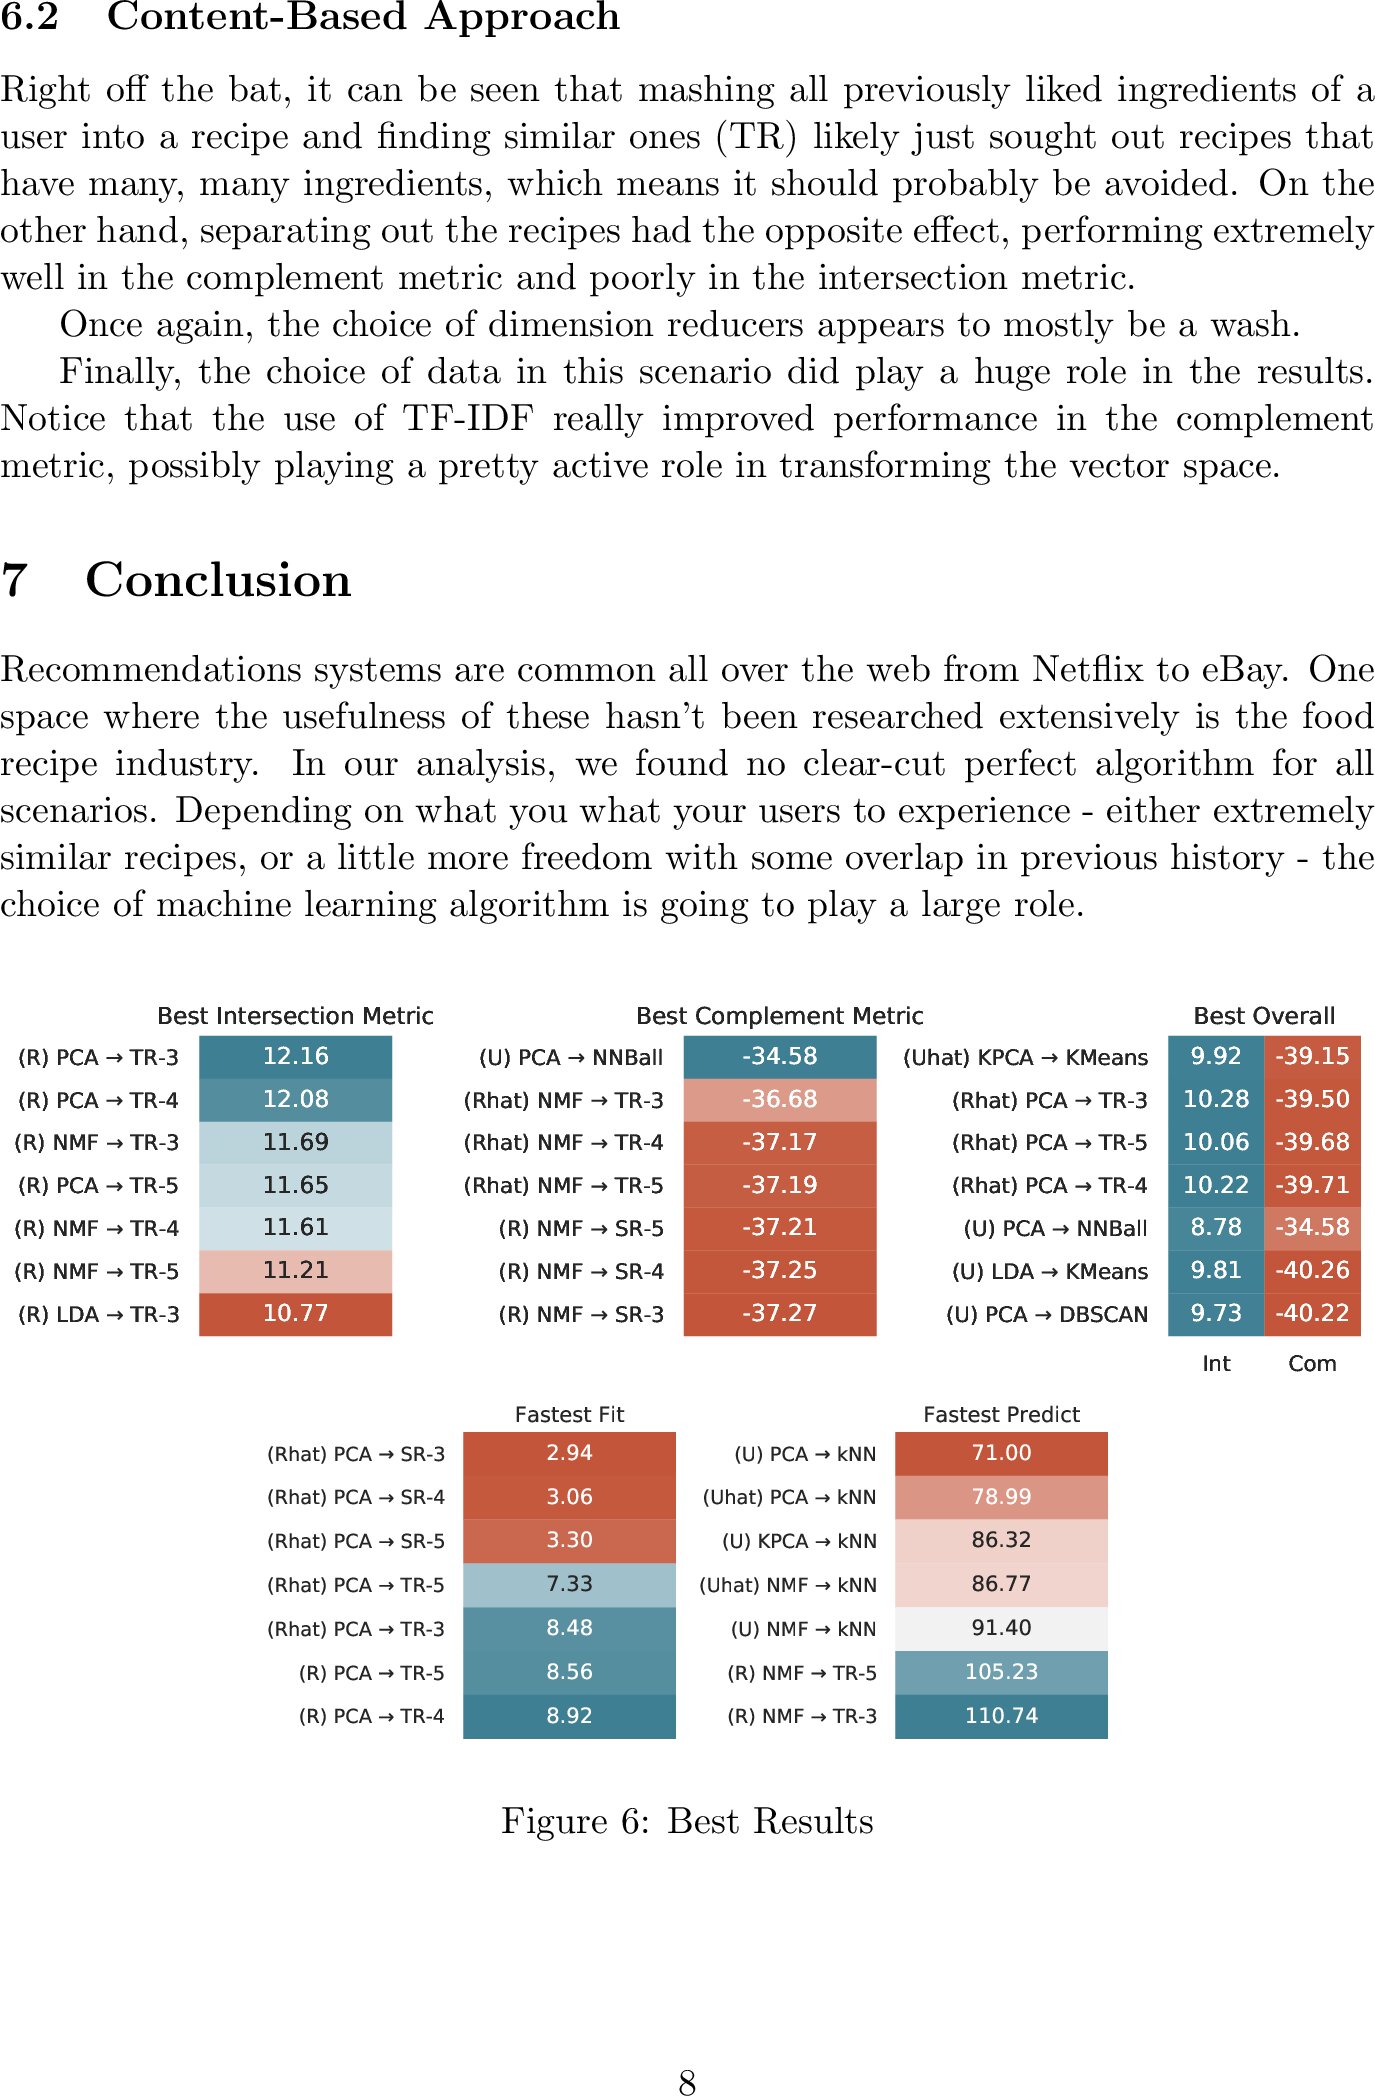 6.2 Content-Based Approach
Right off the bat, it can be seen that mashing all previously liked ingredients of a
user into a recipe and finding similar ones (TR) likely just sought out recipes that
have many, many ingredients, which means it should probably be avoided. On the
other hand, separating out the recipes had the opposite effect, performing extremely
well in the complement metric and poorly in the intersection metric.
Once again, the choice of dimension reducers appears to mostly be a wash.
Finally, the choice of data in this scenario did play a huge role in the results.
Notice that the use of TF-IDF really improved performance in the complement
metric, possibly playing a pretty active role in transforming the vector space.
7 Conclusion
Recommendations systems are common all over the web from Netflix to eBay. One
space where the usefulness of these hasn't been researched extensively is the food
recipe industry. In our analysis, we found no clear-cut perfect algorithm for all
scenarios. Depending on what you what your users to experience - either extremely
similar recipes, or a little more freedom with some overlap in previous history - the
choice of machine learning algorithm is going to play a large role.
Best Intersection Metric
(R) PCA → TR-3 12.16
(R) PCA → TR-4 12.08
(R) NMF → TR-3 11.69
(R) PCA → TR-5 11.65
(R) NMF → TR-4 11.61
(R) NMF → TR-5 11.21
(R) LDA → TR-3 10.77
Best Complement Metric
(U) PCA → NNBall -34.58
(Rhat) NMF → TR-3 -36.68
(Rhat) NMF → TR-4 -37.17
(Rhat) NMF → TR-5 -37.19
(R) NMF → SR-5 -37.21
(R) NMF → SR-4 -37.25
(R) NMF → SR-3 -37.27
Best Overall
(Uhat) KPCA → KMeans 9.92 -39.15
(Rhat) PCA → TR-3 10.28 -39.50
(Rhat) PCA → TR-5 10.06 -39.68
(Rhat) PCA → TR-4 10.22 -39.71
(U) PCA → NNBall 8.78 -34.58
(U) LDA → KMeans 9.81 -40.26
(U) PCA → DBSCAN 9.73 -40.22
Int Com
Fastest Fit
(Rhat) PCA → SR-3 2.94
(Rhat) PCA → SR-4 3.06
(Rhat) PCA → SR-5 3.30
(Rhat) PCA → TR-5 7.33
(Rhat) PCA → TR-3 8.48
(R) PCA → TR-5 8.56
(R) PCA → TR-4 8.92
Fastest Predict
(U) PCA → kNN 71.00
(Uhat) PCA → kNN 78.99
(U) KPCA → kNN 86.32
(Uhat) NMF → kNN 86.77
(U) NMF → kNN 91.40
(R) NMF → TR-5 105.23
(R) NMF → TR-3 110.74
Figure 6: Best Results
8